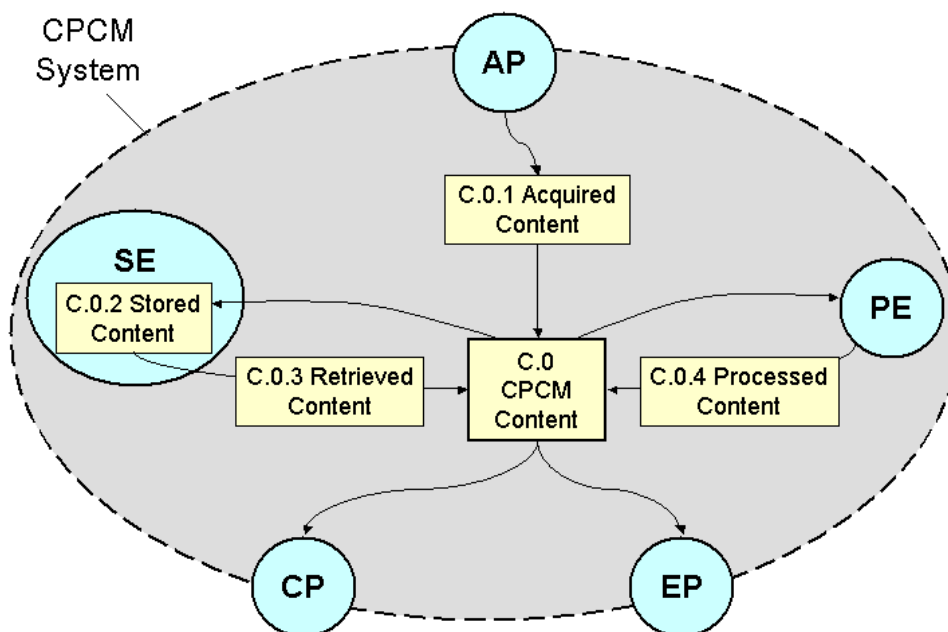 CPCM
System
AP
C.0.1 Acquired
Content
SE
C.0.2 Stored
Content
PE
C.0.3 Retrieved
Content
C.0
CPCM
Content
C.0.4 Processed
Content
CP
EP